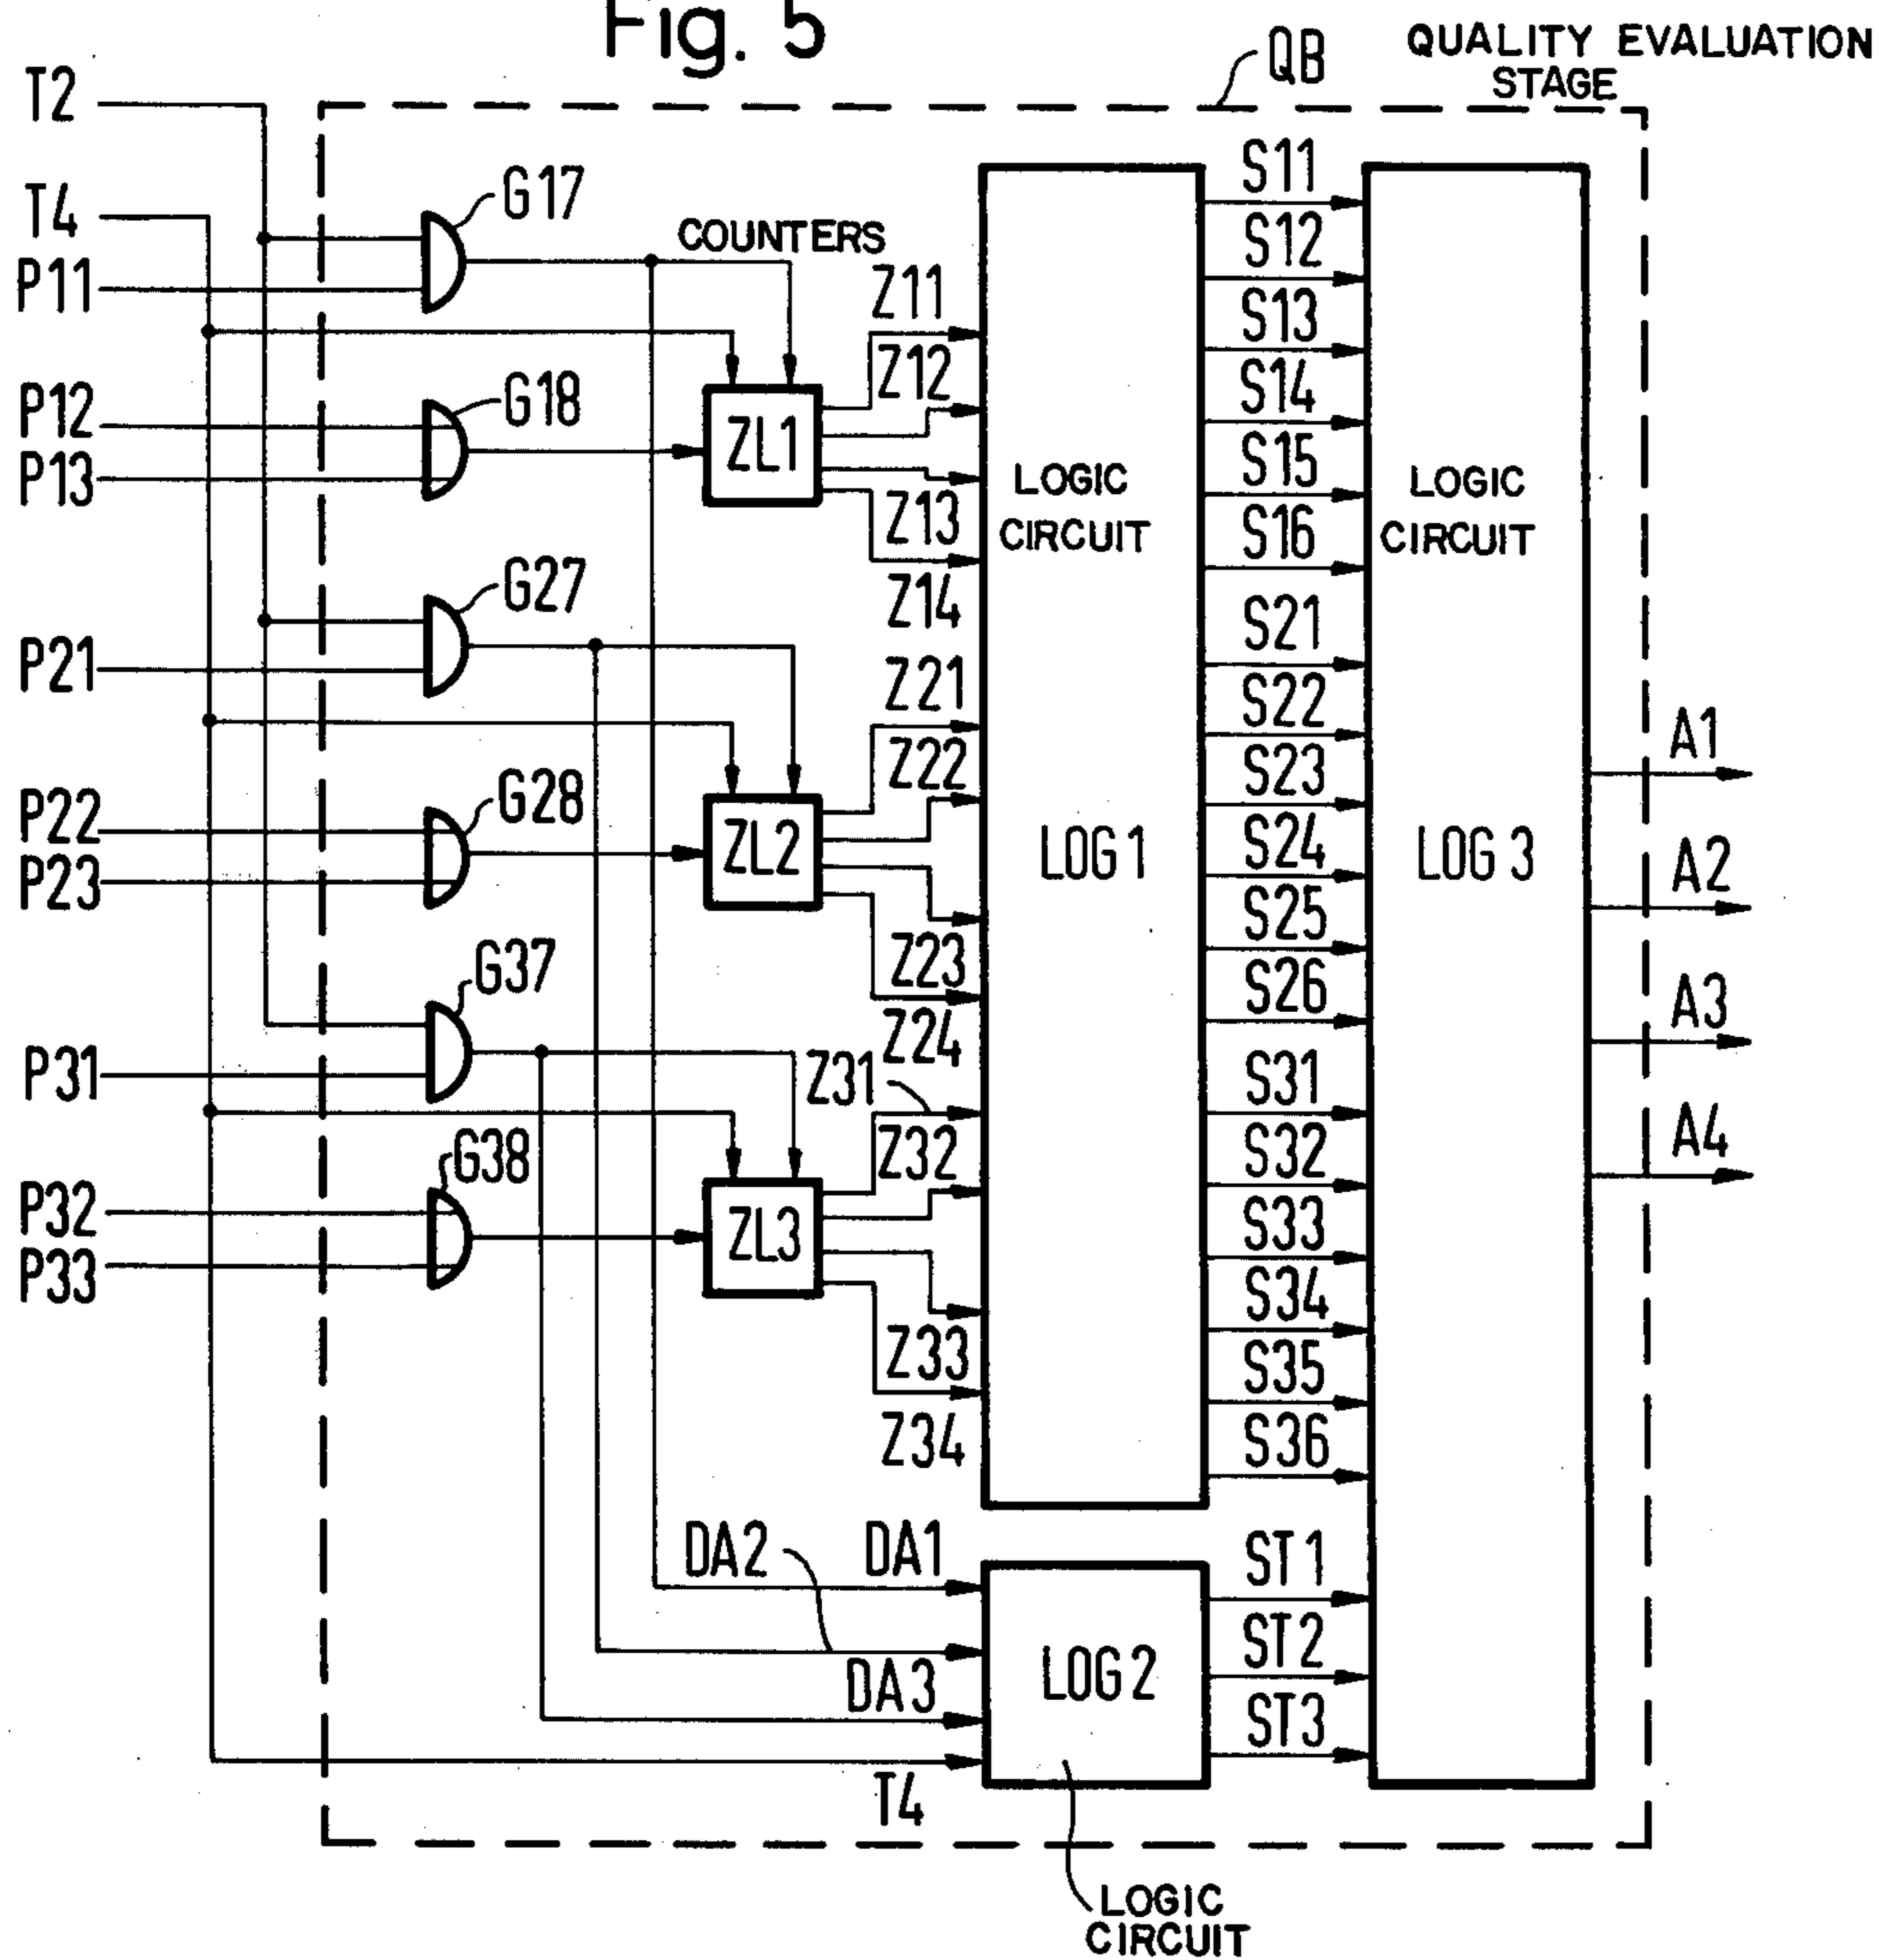 Fig. 5
QB
QUALITY EVALUATION
STAGE
T2
T4
P11
P12
P13
P21
P22
P23
P31
P32
P33
G17
G18
G27
G28
G37
G38
COUNTERS
ZL1
ZL2
ZL3
Z11
Z12
Z13
Z14
Z21
Z22
Z23
Z24
Z31
Z32
Z33
Z34
LOGIC
CIRCUIT
LOG 1
S11
S12
S13
S14
S15
S16
S21
S22
S23
S24
S25
S26
S31
S32
S33
S34
S35
S36
LOGIC
CIRCUIT
LOG 3
A1
A2
A3
A4
DA2
DA1
DA3
T4
LOG 2
ST1
ST2
ST3
LOGIC
CIRCUIT